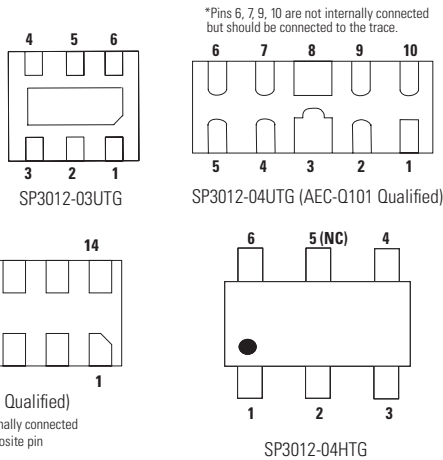 *Pins 6, 7, 9, 10 are not internally connected
but should be connected to the trace.
4 5 6
3 2 1
SP3012-03UTG
6 7 8 9 10
5 4 3 2 1
SP3012-04UTG (AEC-Q101 Qualified)
14
1
Qualified)
nally connected
osite pin
6 5 (NC) 4
1 2 3
SP3012-04HTG